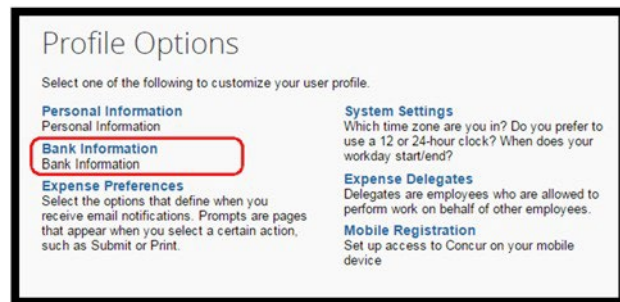 Profile Options
Select one of the following to customize your user profile.
Personal Information
Personal Information
Bank Information
Bank Information
Expense Preferences
Select the options that define when you
receive email notifications. Prompts are pages
that appear when you select a certain action,
such as Submit or Print.
System Settings
Which time zone are you in? Do you prefer to
use a 12 or 24-hour clock? When does your
workday start/end?
Expense Delegates
Delegates are employees who are allowed to
perform work on behalf of other employees.
Mobile Registration
Set up access to Concur on your mobile
device